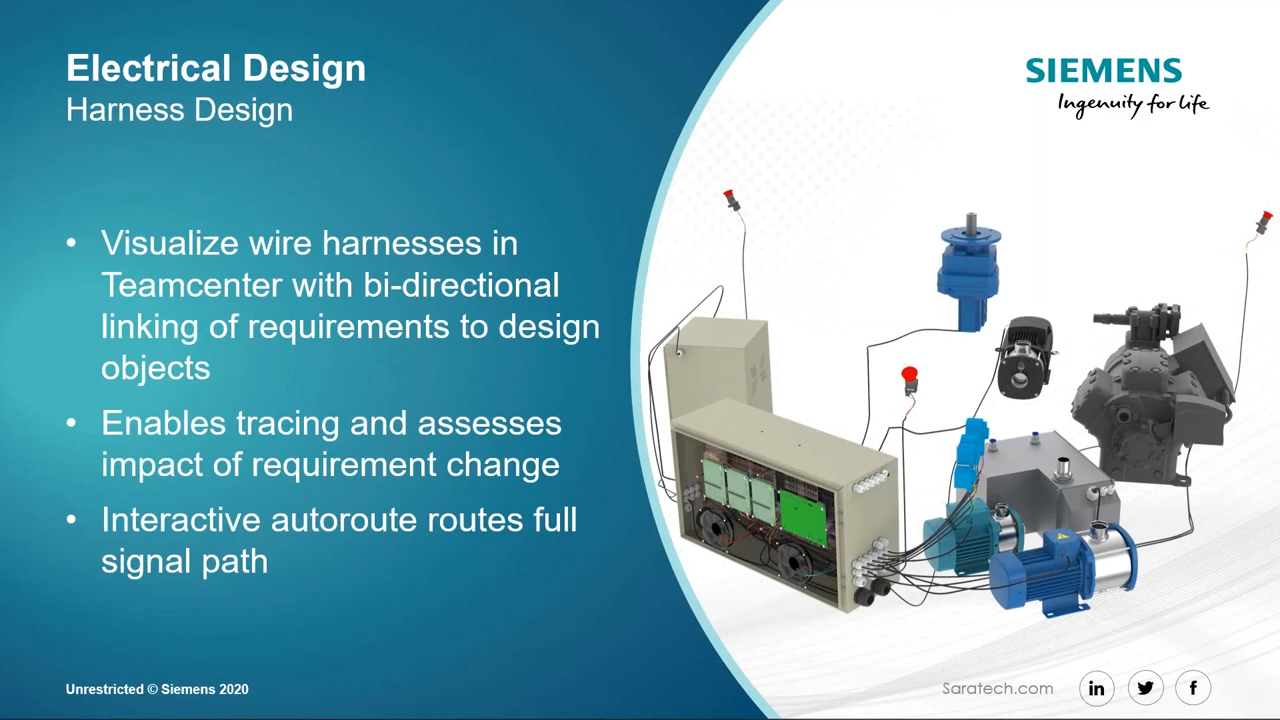 Electrical Design
Harness Design
SIEMENS
Ingenuity for life
• Visualize wire harnesses in
Teamcenter with bi-directional
linking of requirements to design
objects
• Enables tracing and assesses
impact of requirement change
• Interactive autoroute routes full
signal path
Unrestricted © Siemens 2020
Saratech.com
in
f